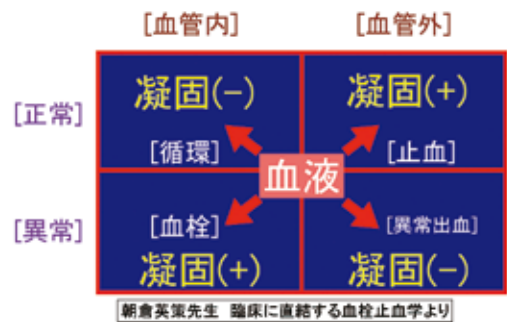 [血管内] [血管外]
[正常] 凝固(−) 凝固(+)
[循環] [止血]
血液
[異常] [血栓] [異常出血]
凝固(+) 凝固(−)
朝倉英策先生 臨床に直結する血栓止血学より